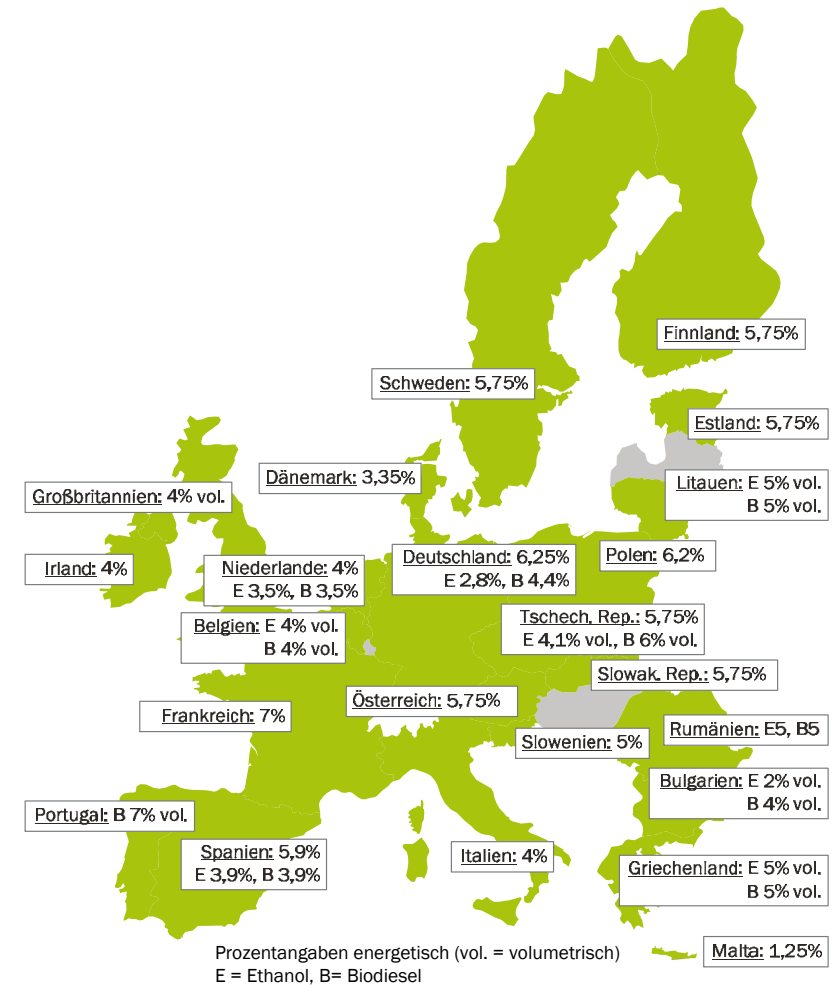 Finnland: 5,75%
Schweden: 5,75%
Estland: 5,75%
Dänemark: 3,35%
Litauen: E 5% vol.
B 5% vol.
Großbritannien: 4% vol.
Irland: 4%
Niederlande: 4%
E 3,5%, B 3,5%
Deutschland: 6,25%
E 2,8%, B 4,4%
Polen: 6,2%
Belgien: E 4% vol.
B 4% vol.
Tschech. Rep.: 5,75%
E 4,1% vol., B 6% vol.
Slowak. Rep.: 5,75%
Österreich: 5,75%
Frankreich: 7%
Rumänien: E5, B5
Slowenien: 5%
Bulgarien: E 2% vol.
B 4% vol.
Portugal: B 7% vol.
Spanien: 5,9%
E 3,9%, B 3,9%
Italien: 4%
Griechenland: E 5% vol.
B 5% vol.
Malta: 1,25%
Prozentangaben energetisch (vol. = volumetrisch)
E = Ethanol, B= Biodiesel